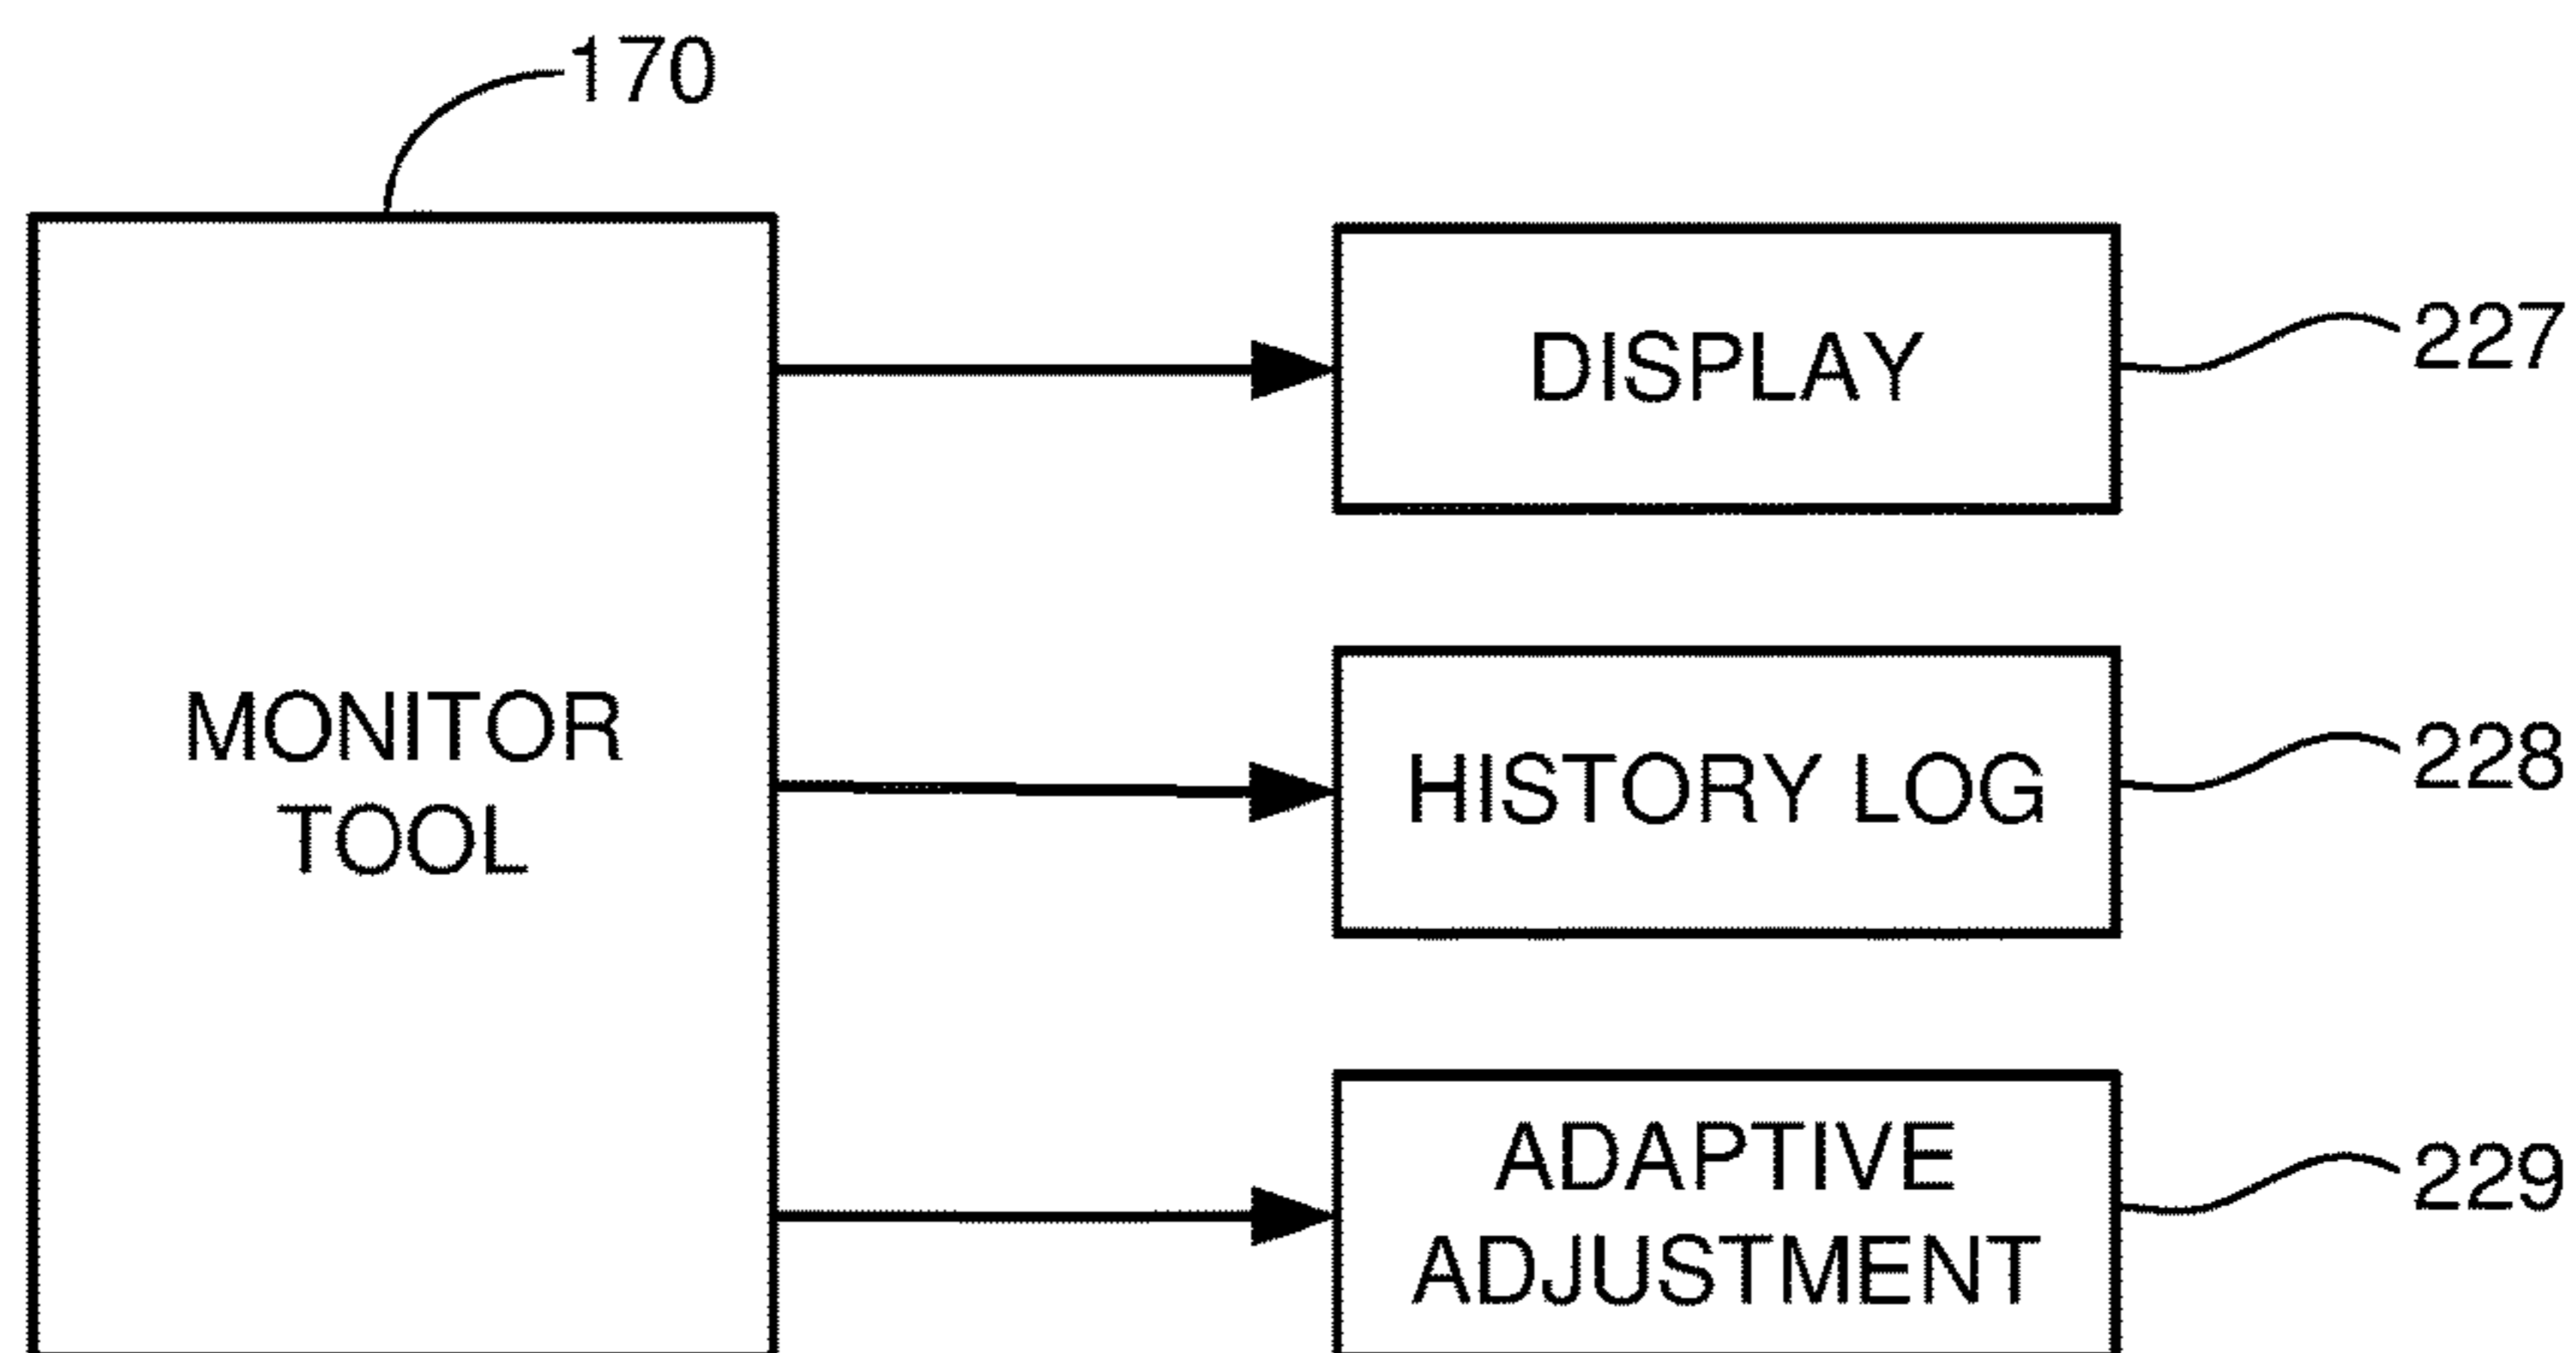 170
DISPLAY
227
MONITOR
TOOL
HISTORY LOG
228
ADAPTIVE
ADJUSTMENT
229